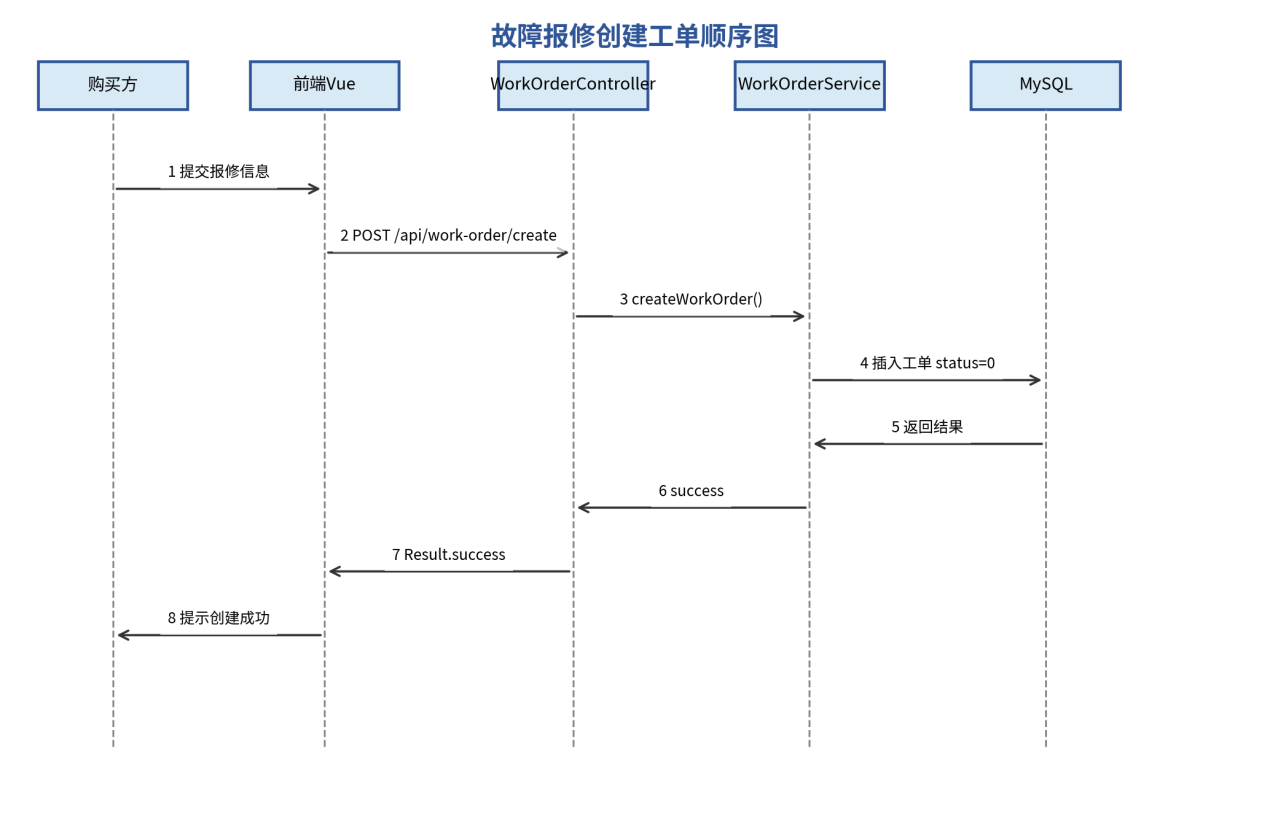 故障报修创建工单顺序图
购买方
前端Vue
WorkOrderController
WorkOrderService
MySQL
1 提交报修信息
2 POST /api/work-order/create
3 createWorkOrder()
4 插入工单 status=0
5 返回结果
6 success
7 Result.success
8 提示创建成功